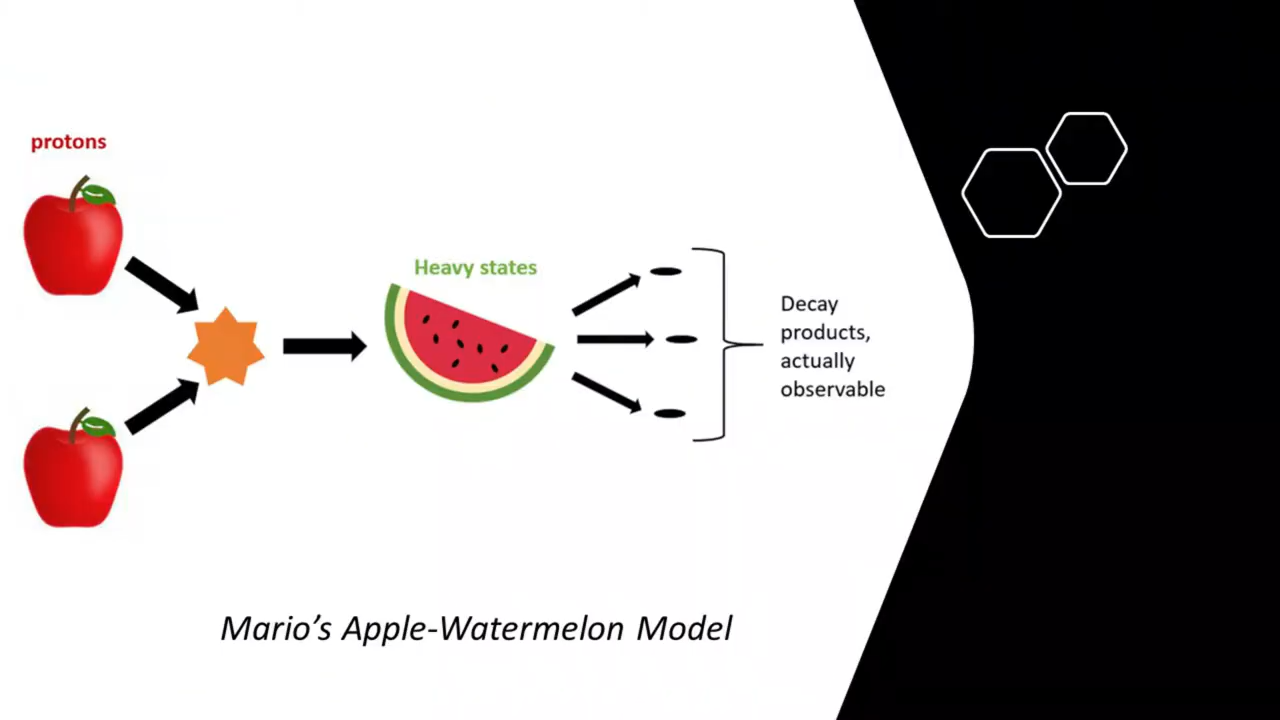 protons
Heavy states
Decay
products,
actually
observable
Mario's Apple-Watermelon Model